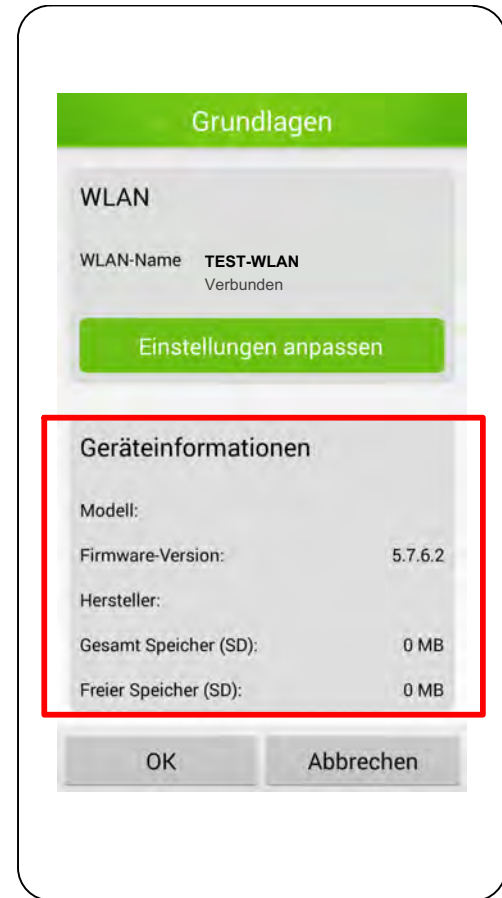 Grundlagen
WLAN
WLAN-Name TEST-WLAN
Verbunden
Einstellungen anpassen
Geräteinformationen
Modell:
Firmware-Version: 5.7.6.2
Hersteller:
Gesamt Speicher (SD): 0 MB
Freier Speicher (SD): 0 MB
OK Abbrechen